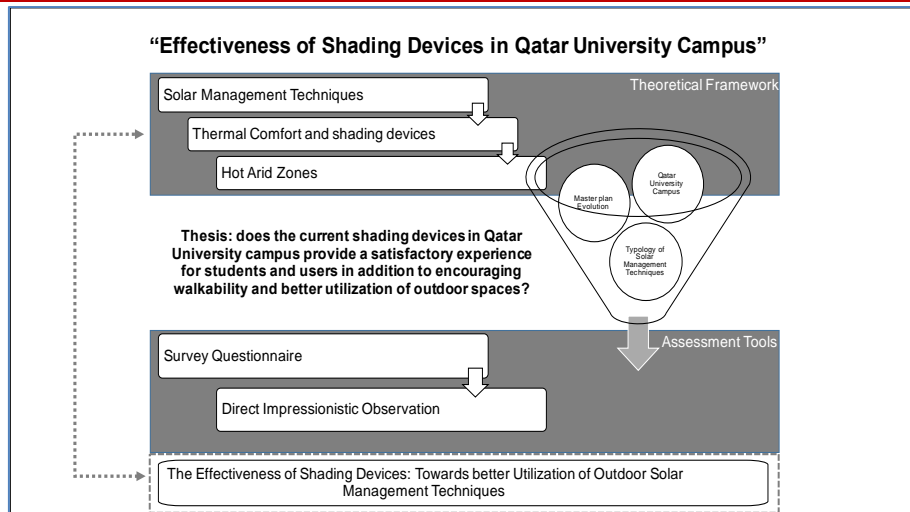 “Effectiveness of Shading Devices in Qatar University Campus”
Theoretical Framework
Solar Management Techniques
Thermal Comfort and shading devices
Hot Arid Zones
Qatar
University
Campus
Master plan
Evolution
Typology of
Solar
Management
Techniques
Thesis: does the current shading devices in Qatar
University campus provide a satisfactory experience
for students and users in addition to encouraging
walkability and better utilization of outdoor spaces?
Assessment Tools
Survey Questionnaire
Direct Impressionistic Observation
The Effectiveness of Shading Devices: Towards better Utilization of Outdoor Solar
Management Techniques